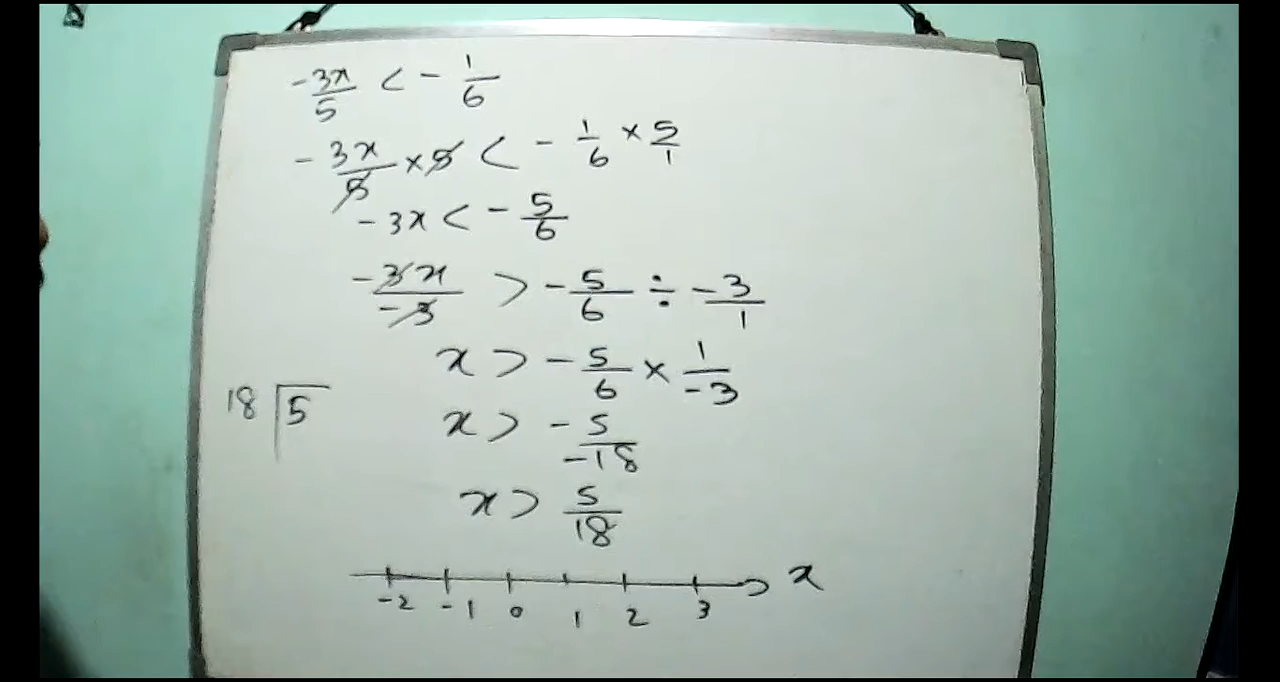 -3x/5 < - 1/6
- 3x/5 × 5 < - 1/6 × 5/1
- 3x < - 5/6
-3x/-3 > - 5/6 ÷ -3/1
x > - 5/6 × 1/-3
18 5
x > - 5/-18
x > 5/18
-2 -1 0 1 2 3 x